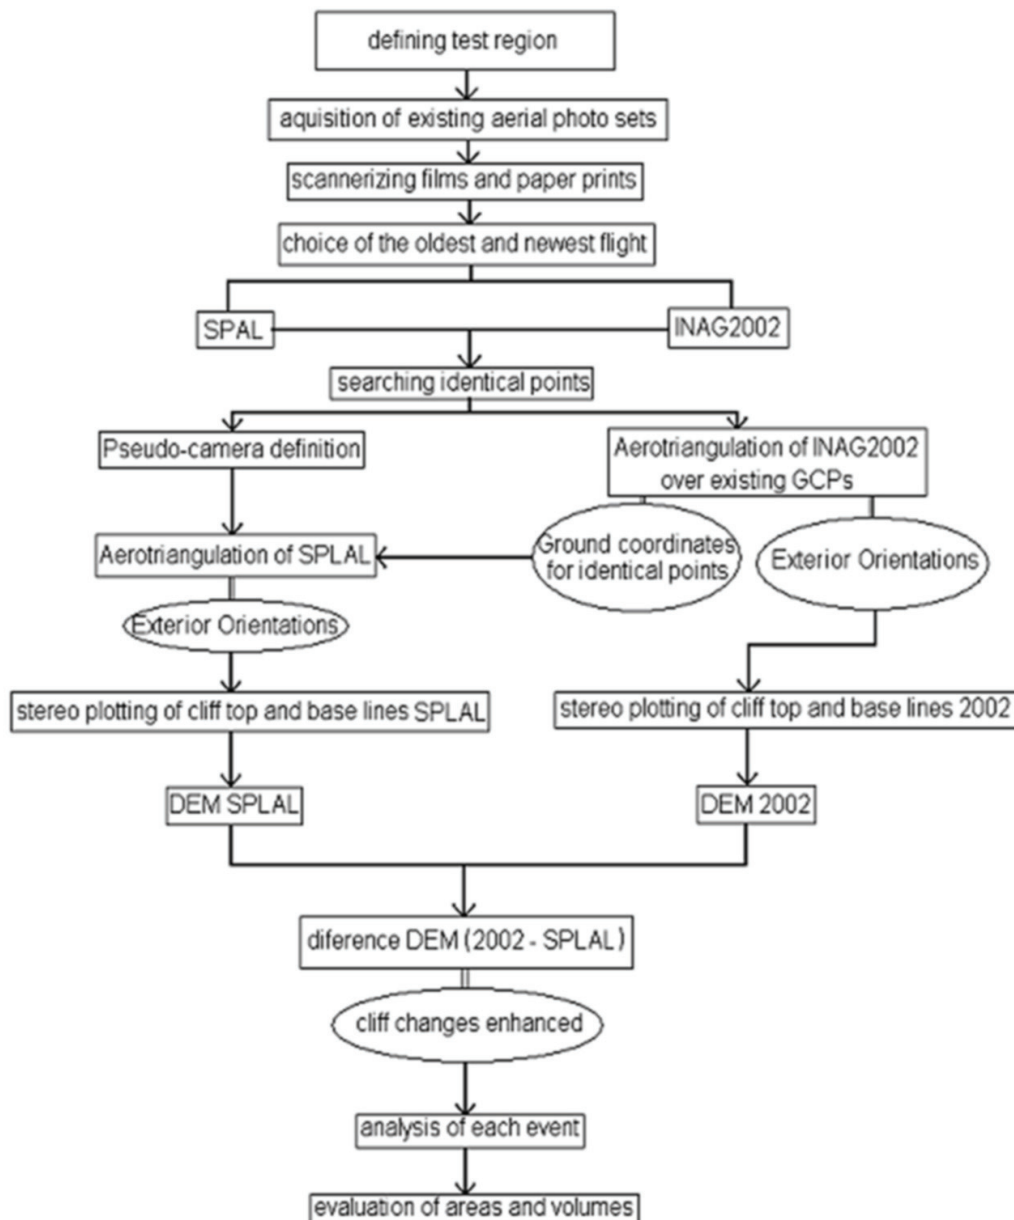 defining test region
aquisition of existing aerial photo sets
scannerizing films and paper prints
choice of the oldest and newest flight
SPAL
INAG2002
searching identical points
Pseudo-camera definition
Aerotriangulation of INAG2002
over existing GCPs
Aerotriangulation of SPLAL
Ground coordinates
for identical points
Exterior Orientations
Exterior Orientations
stereo plotting of cliff top and base lines SPLAL
stereo plotting of cliff top and base lines 2002
DEM SPLAL
DEM 2002
diference DEM (2002 - SPLAL)
cliff changes enhanced
analysis of each event
evaluation of areas and volumes